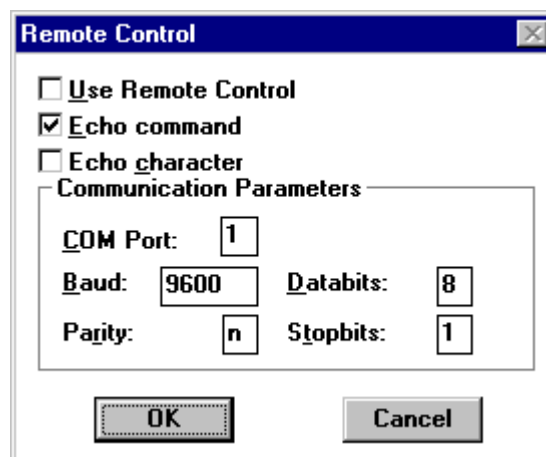 Remote Control
Use Remote Control
Echo command
Echo character
Communication Parameters
COM Port: 1
Baud: 9600 Databits: 8
Parity: n Stopbits: 1
OK Cancel